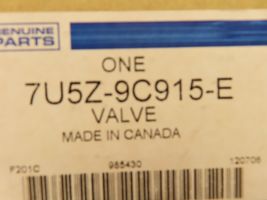 GENUINE
PARTS
ONE
7U5Z-9C915-E
VALVE
MADE IN CANADA
F201C 985430 120706